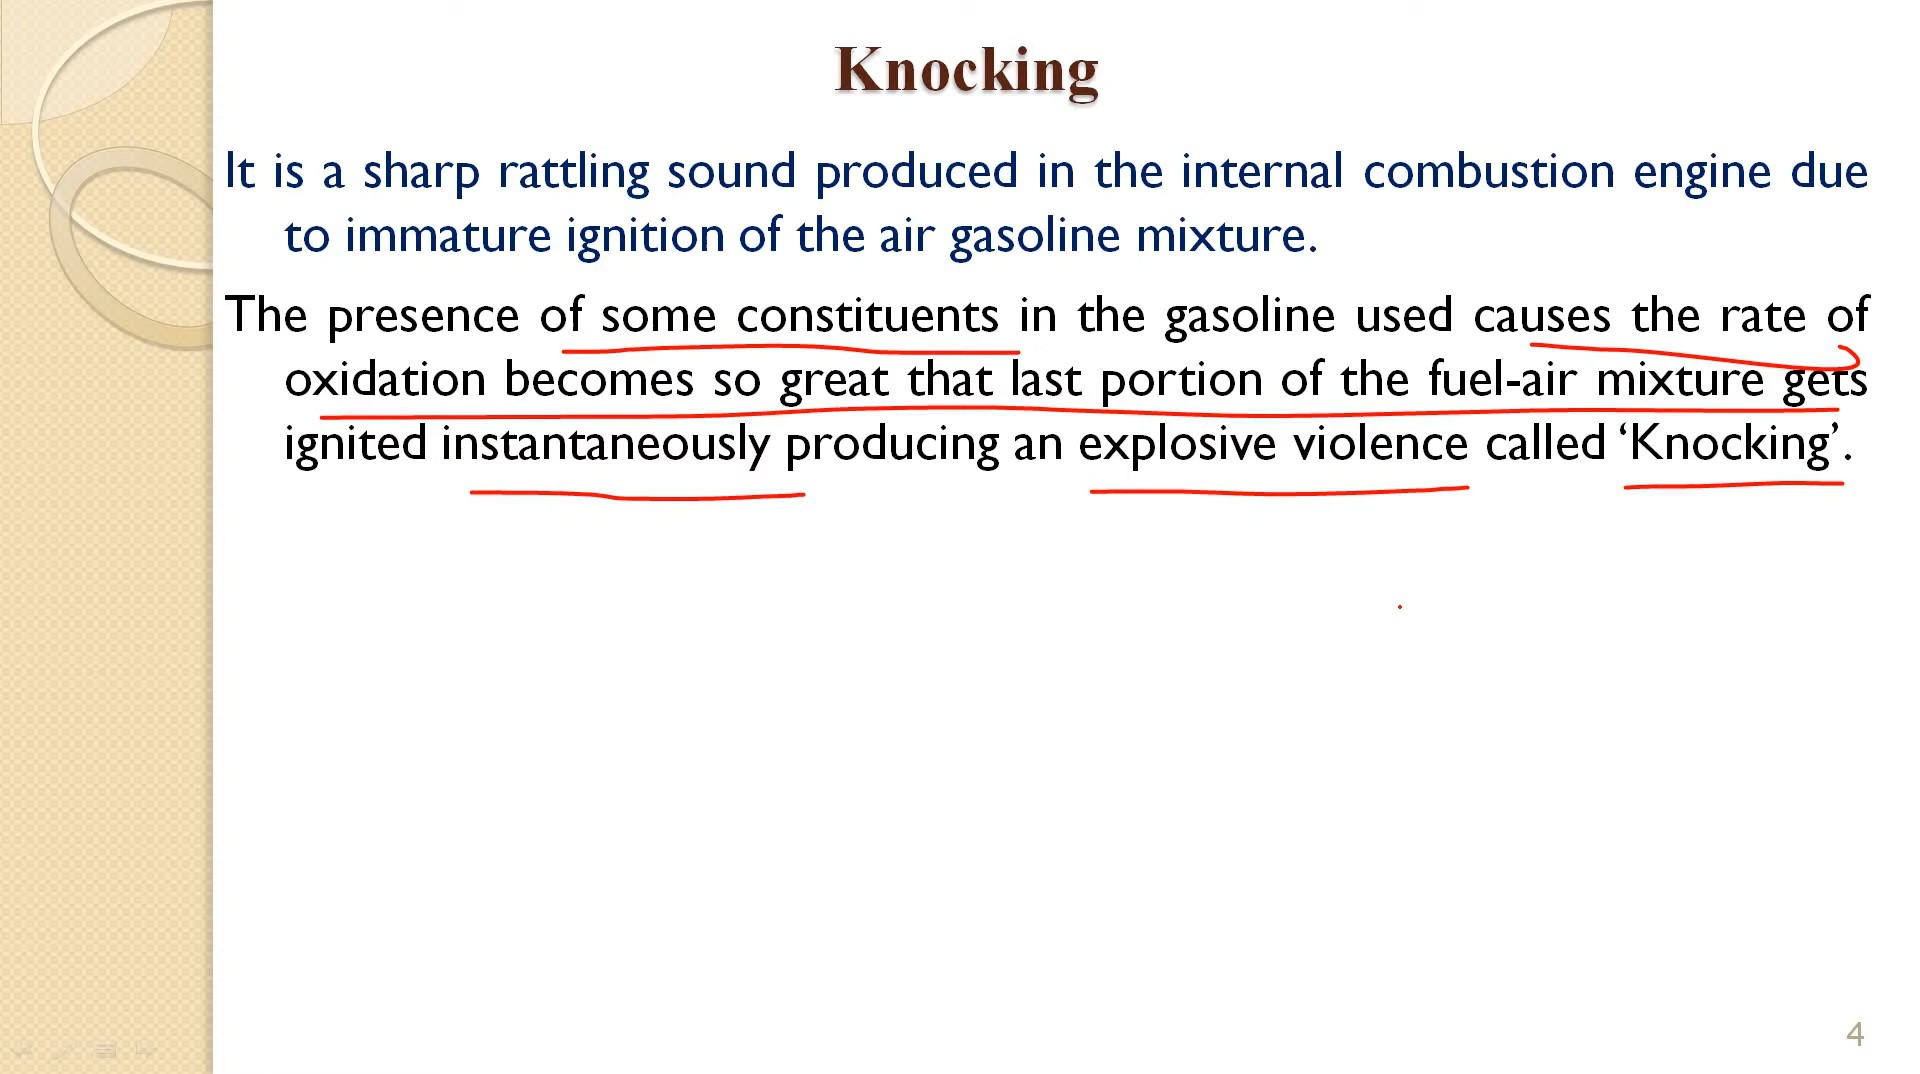 Knocking
It is a sharp rattling sound produced in the internal combustion engine due
to immature ignition of the air gasoline mixture.
The presence of some constituents in the gasoline used causes the rate of
oxidation becomes so great that last portion of the fuel-air mixture gets
ignited instantaneously producing an explosive violence called ‘Knocking’.
4